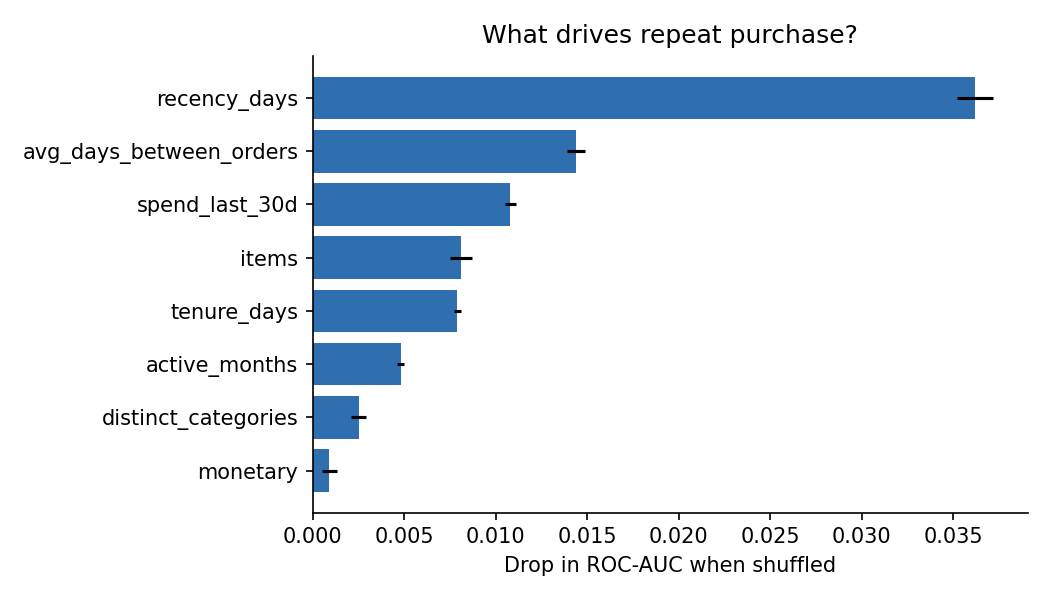 What drives repeat purchase?
recency_days
avg_days_between_orders
spend_last_30d
items
tenure_days
active_months
distinct_categories
monetary
0.000 0.005 0.010 0.015 0.020 0.025 0.030 0.035
Drop in ROC-AUC when shuffled